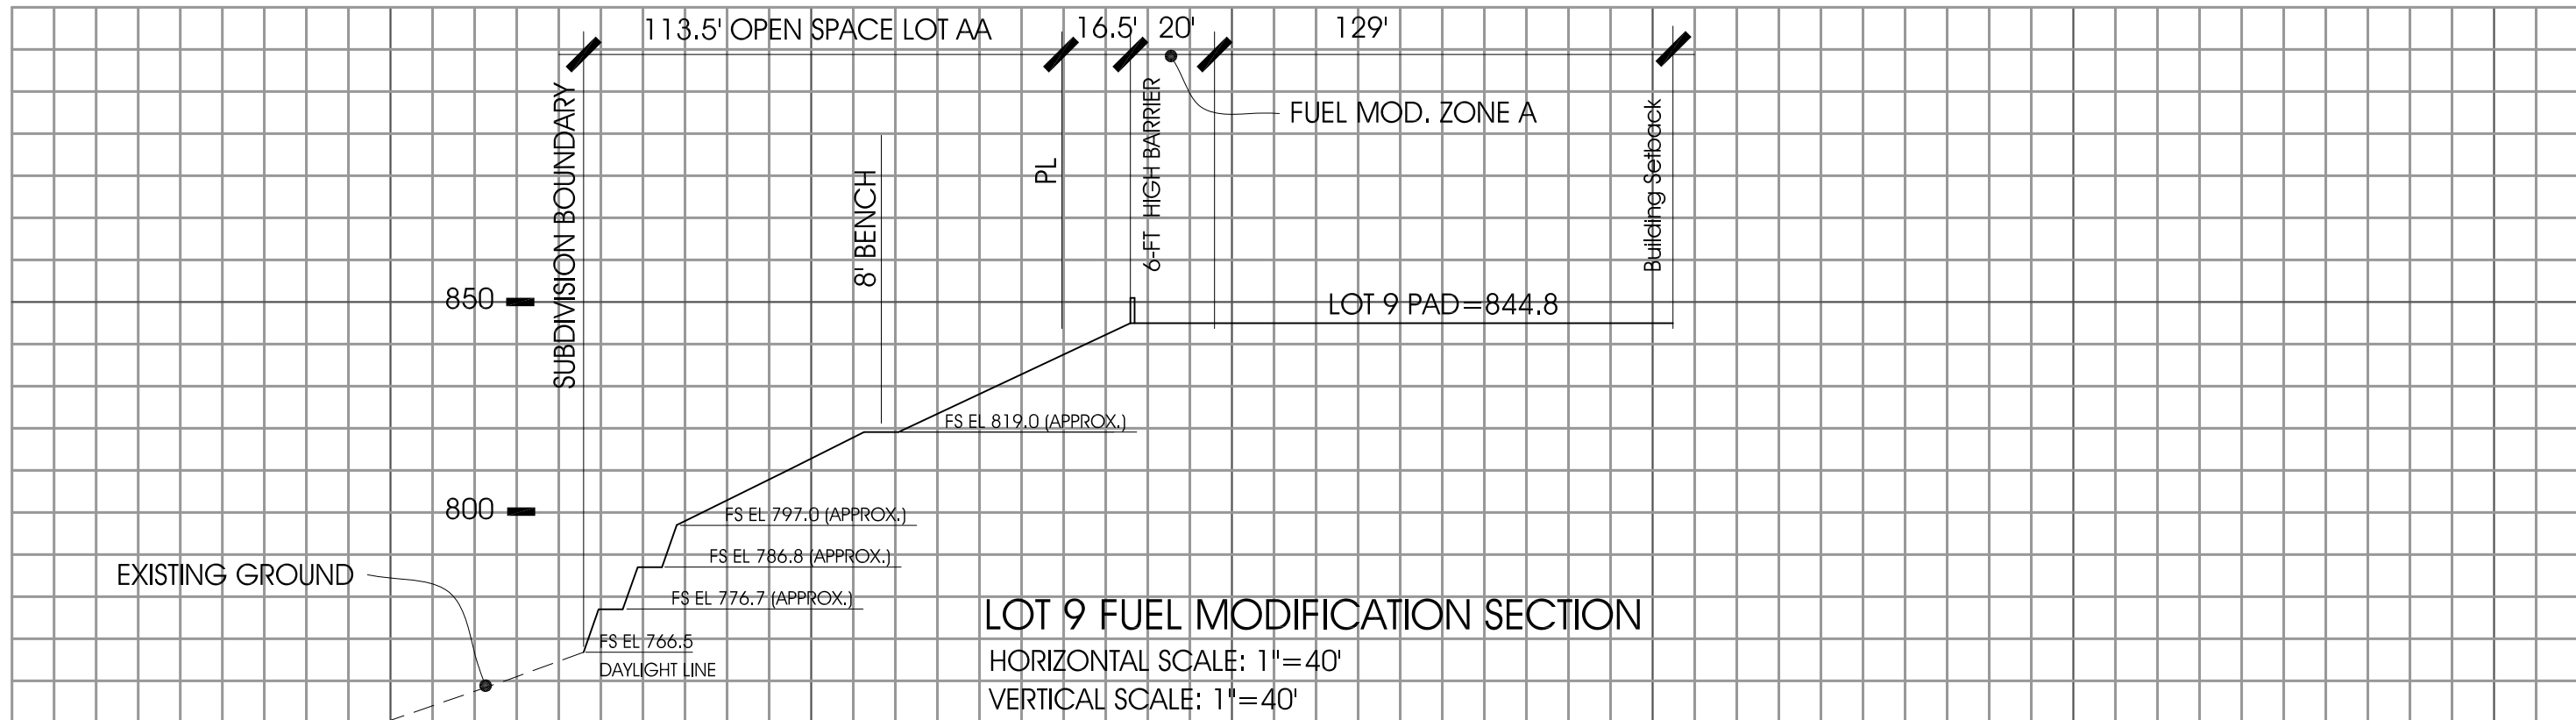 113.5' OPEN SPACE LOT AA
16.5'
20'
129'
SUBDIVISION BOUNDARY
8' BENCH
PL
6-FT HIGH BARRIER
FUEL MOD. ZONE A
Building Setback
850
LOT 9 PAD=844.8
FS EL 819.0 (APPROX.)
800
FS EL 797.0 (APPROX.)
FS EL 786.8 (APPROX.)
EXISTING GROUND
FS EL 776.7 (APPROX.)
FS EL 766.5
DAYLIGHT LINE
LOT 9 FUEL MODIFICATION SECTION
HORIZONTAL SCALE: 1"=40'
VERTICAL SCALE: 1"=40'